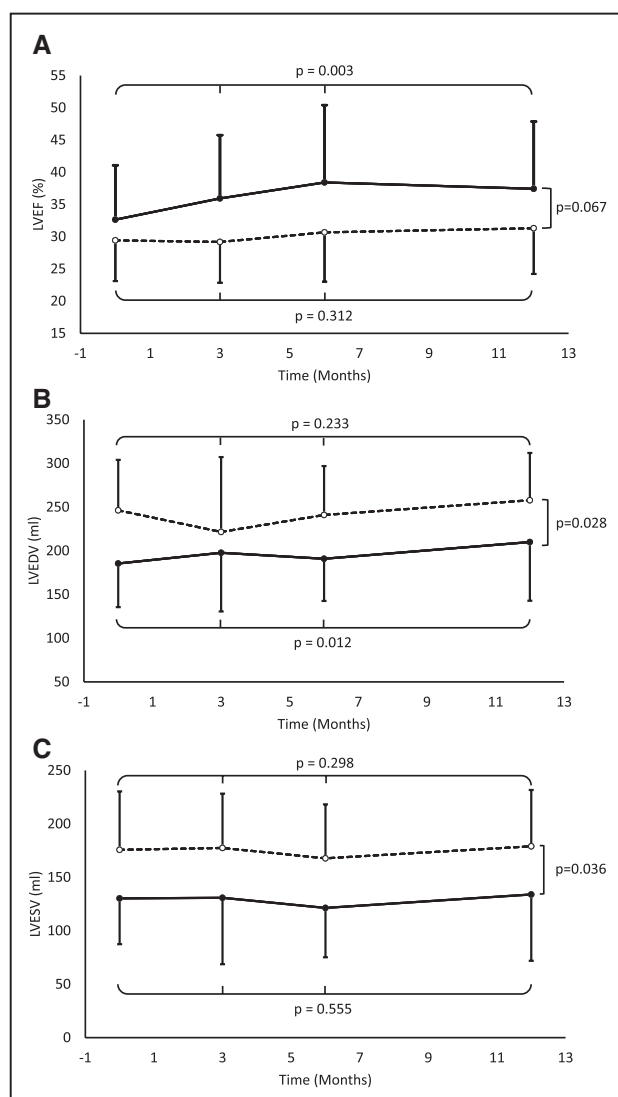 A
p = 0.003
55
50
45
40
35
30
25
20
15
LVEF (%)
p=0.067
p = 0.312
-1 1 3 5 7 9 11 13
Time (Months)
B
p = 0.233
350
300
250
200
150
100
50
LVEDV (ml)
p=0.028
p = 0.012
-1 1 3 5 7 9 11 13
Time (Months)
C
p = 0.298
250
200
150
100
50
0
LVESV (ml)
p=0.036
p = 0.555
-1 1 3 5 7 9 11 13
Time (Months)